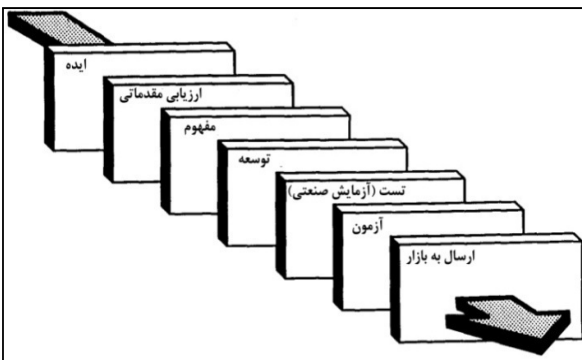 ایده
ارزیابی مقدماتی
مفهوم
توسعه
تست (آزمایش صنعتی)
آزمون
ارسال به بازار